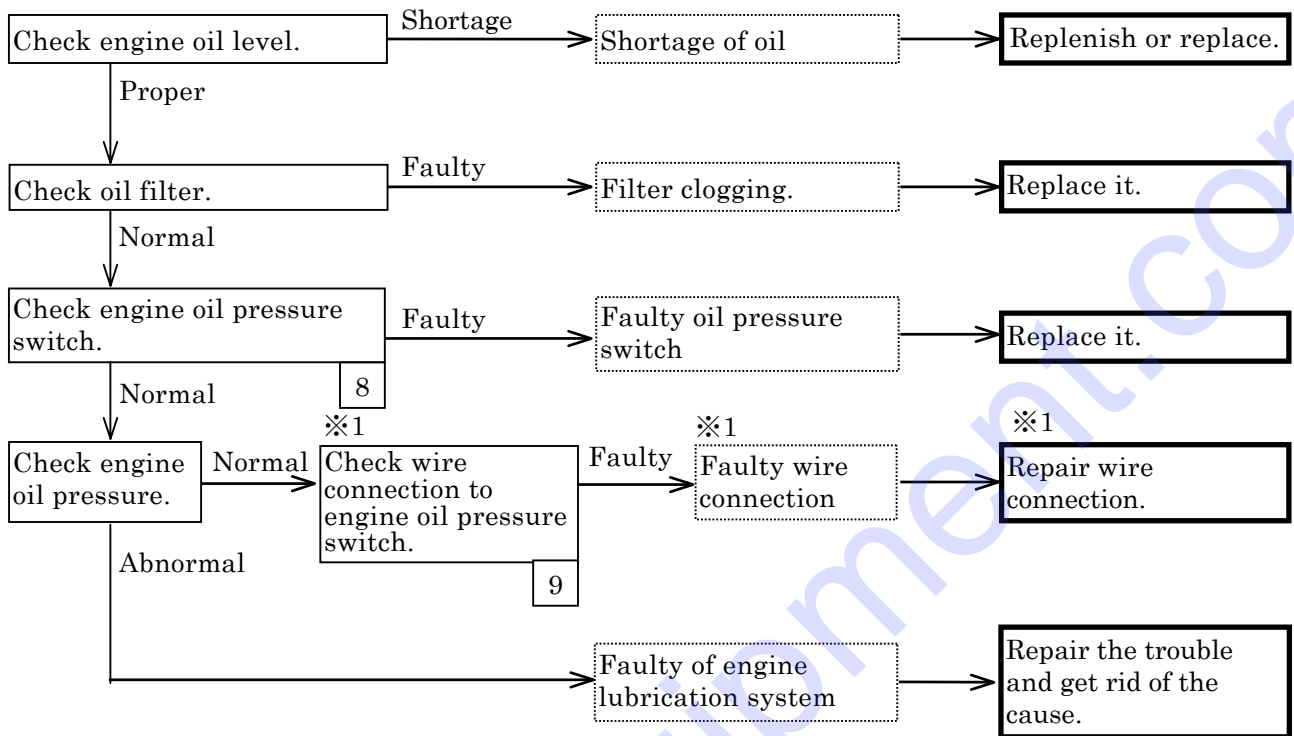 Shortage
Check engine oil level.
Shortage of oil
Replenish or replace.
Proper
Check oil filter.
Faulty
Filter clogging.
Replace it.
Normal
Check engine oil pressure
switch.
8
Faulty
Faulty oil pressure
switch
Replace it.
Normal
Check engine
oil pressure.
Normal
※1
Check wire
connection to
engine oil pressure
switch.
9
Faulty
※1
Faulty wire
connection
※1
Repair wire
connection.
Abnormal
Faulty of engine
lubrication system
Repair the trouble
and get rid of the
cause.
ipment.com